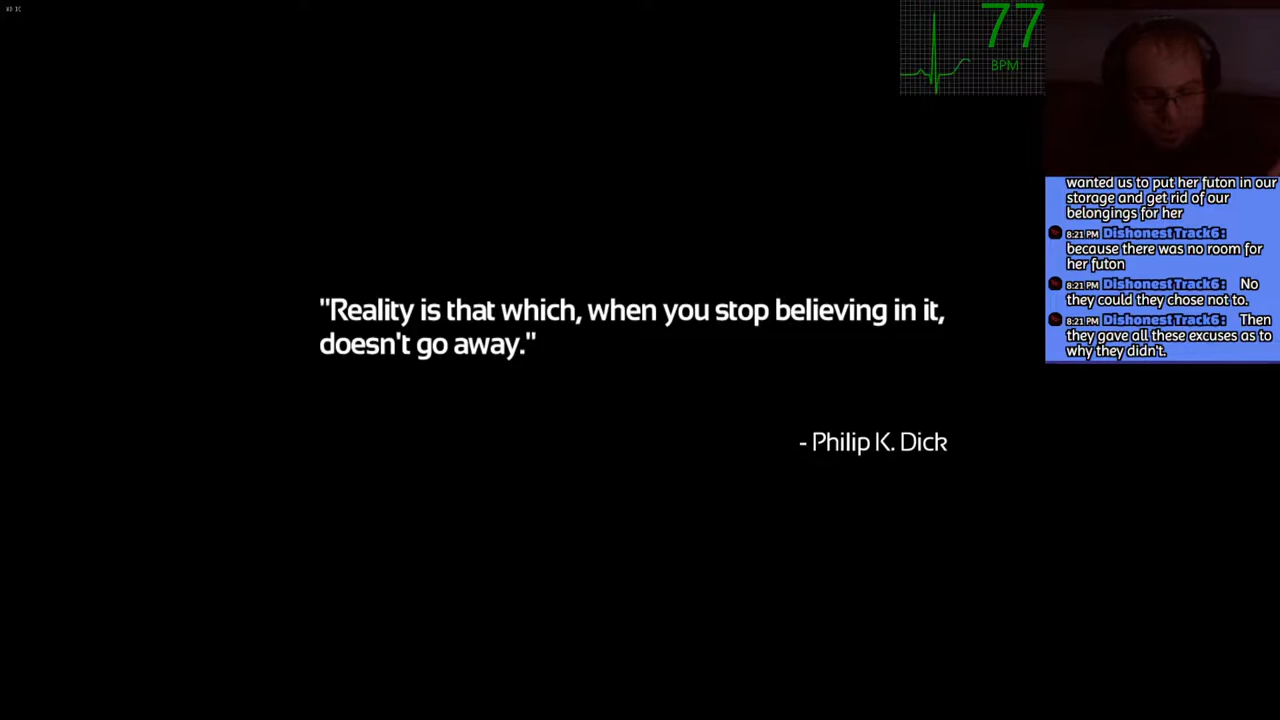 77
BPM
wanted us to put her futon in our
storage and get rid of our
belongings for her
8:21 PM DishonestTrack6:
because there was no room for
her futon
8:21 PM DishonestTrack6: No
they could they chose not to.
8:21 PM DishonestTrack6: Then
they gave all these excuses as to
why they didn't.
"Reality is that which, when you stop believing in it,
doesn't go away."
- Philip K. Dick